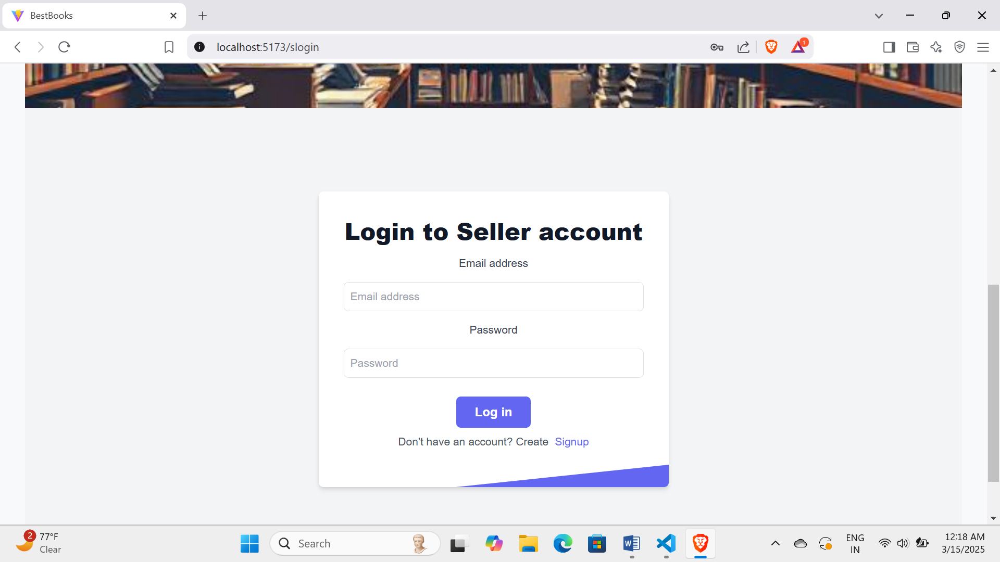 BestBooks
localhost:5173/slogin
1
Login to Seller account
Email address
Email address
Password
Password
Log in
Don't have an account? Create Signup
2
77°F
Clear
Search
W
ENG
IN
12:18 AM
3/15/2025